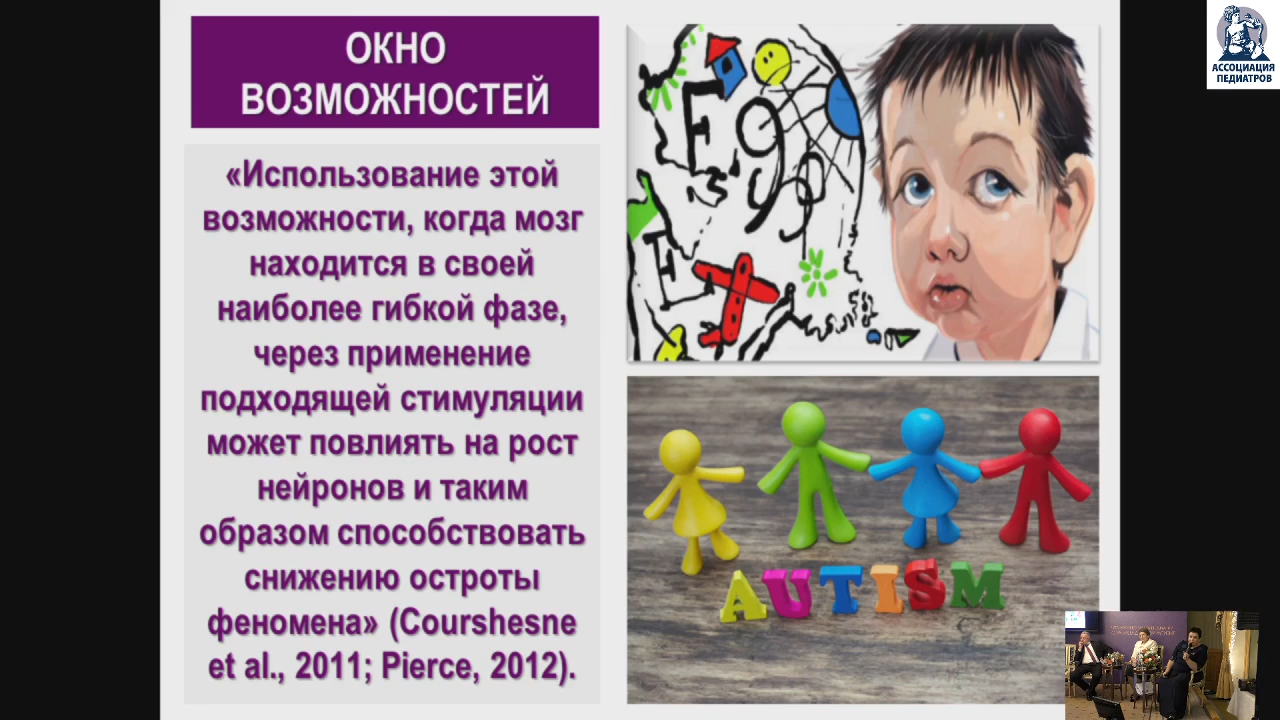 ОКНО
ВОЗМОЖНОСТЕЙ
«Использование этой
возможности, когда мозг
находится в своей
наиболее гибкой фазе,
через применение
подходящей стимуляции
может повлиять на рост
нейронов и таким
образом способствовать
снижению остроты
феномена» (Courshesne
et al., 2011; Pierce, 2012).
AUTISM
АССОЦИАЦИЯ
ПЕДИАТРОВ